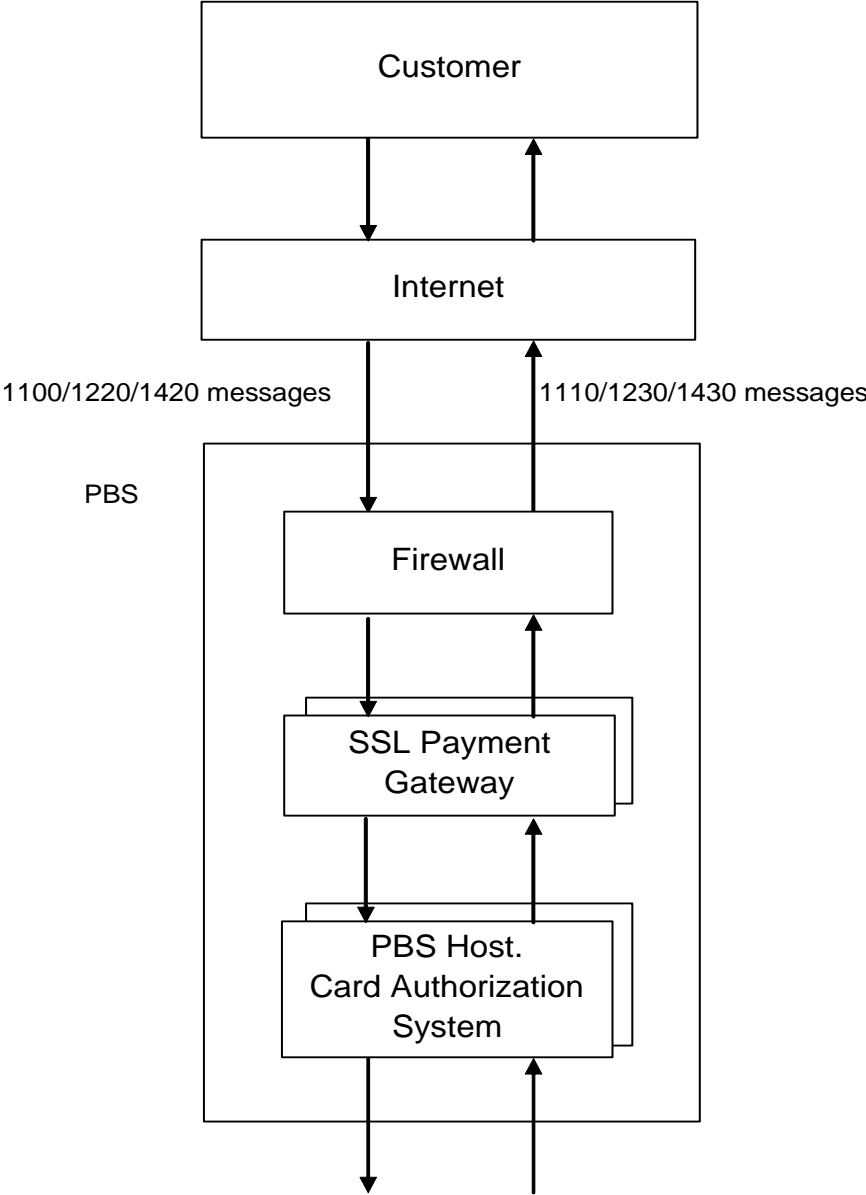 Customer
Internet
1100/1220/1420 messages
1110/1230/1430 messages
PBS
Firewall
SSL Payment
Gateway
PBS Host.
Card Authorization
System